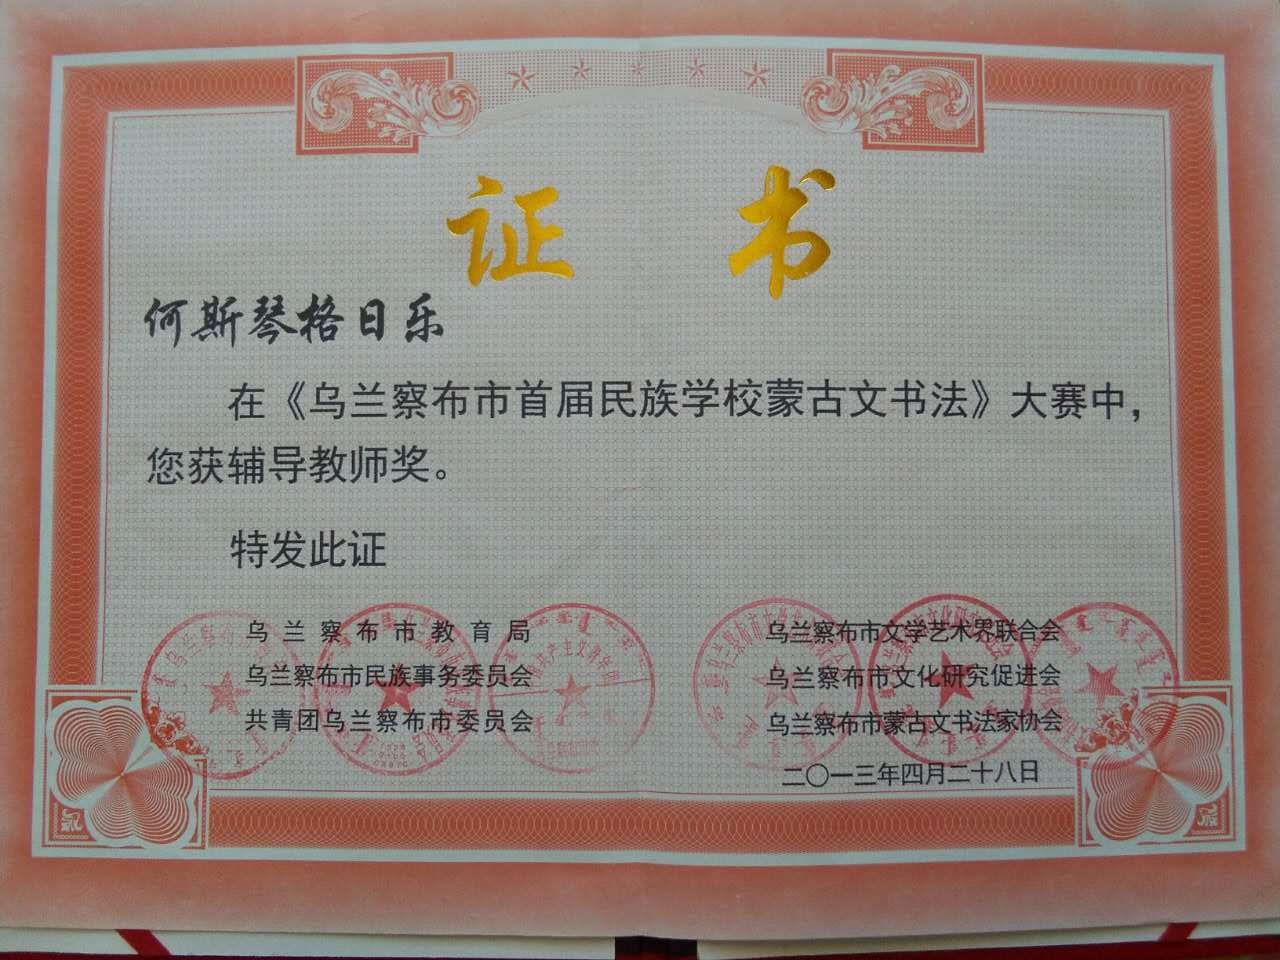 证书
何斯琴格日乐
在《乌兰察布市首届民族学校蒙古文书法》大赛中，
您获辅导教师奖。
特发此证
乌兰察布市教育局
乌兰察布市民族事务委员会
共青团乌兰察布市委员会
乌兰察布市文学艺术界联合会
乌兰察布市文化研究促进会
乌兰察布市蒙古文书法家协会
二〇一三年四月二十八日